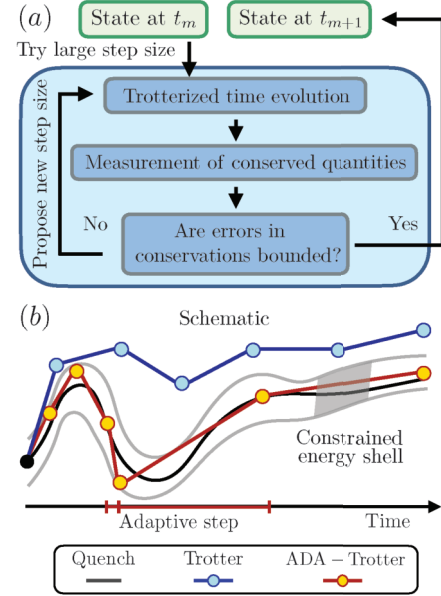 (a)
State at t_m
State at t_{m+1}
Try large step size
Propose new step size
Trotterized time evolution
Measurement of conserved quantities
No
Are errors in
conservations bounded?
Yes
(b)
Schematic
Constrained
energy shell
Adaptive step
Time
Quench
Trotter
ADA – Trotter